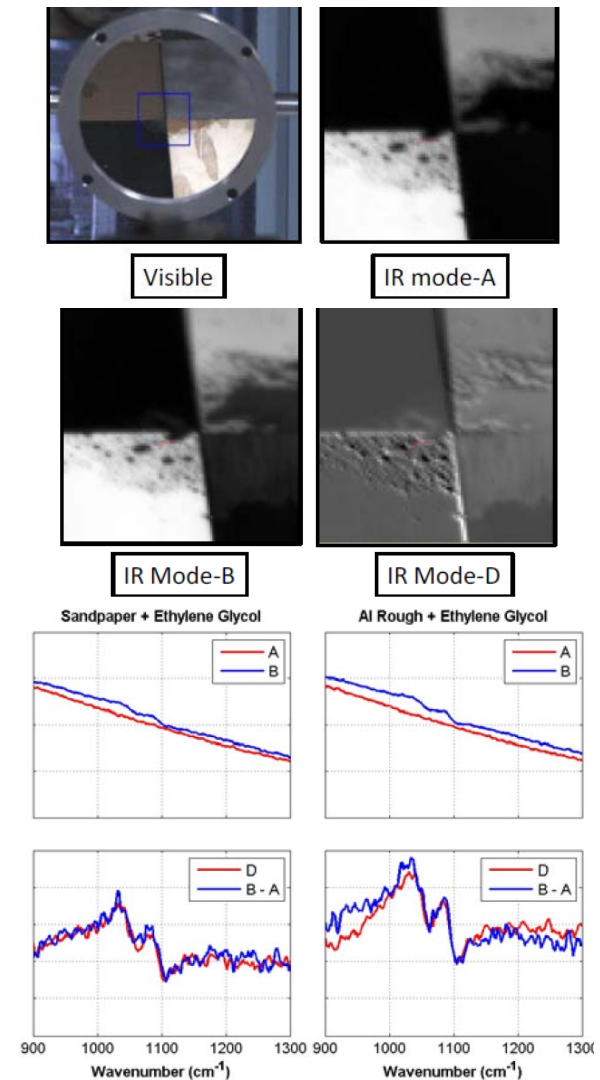 Visible
IR mode-A
IR Mode-B
IR Mode-D
Sandpaper + Ethylene Glycol
A
B
Al Rough + Ethylene Glycol
A
B
D
B - A
900 1000 1100 1200 1300
Wavenumber (cm⁻¹)
D
B - A
900 1000 1100 1200 1300
Wavenumber (cm⁻¹)